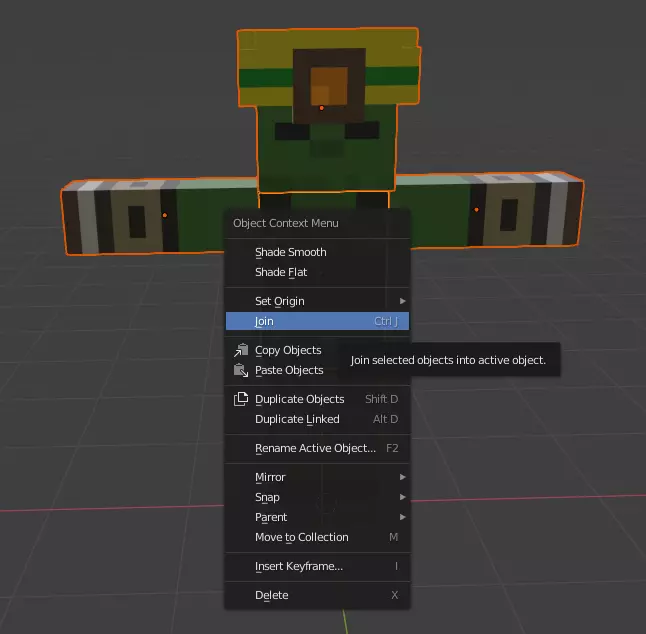 Object Context Menu
Shade Smooth
Shade Flat
Set Origin
Join Ctrl J
Copy Objects
Join selected objects into active object.
Paste Objects
Duplicate Objects Shift D
Duplicate Linked Alt D
Rename Active Object... F2
Mirror
Snap
Parent
Move to Collection M
Insert Keyframe... I
Delete X